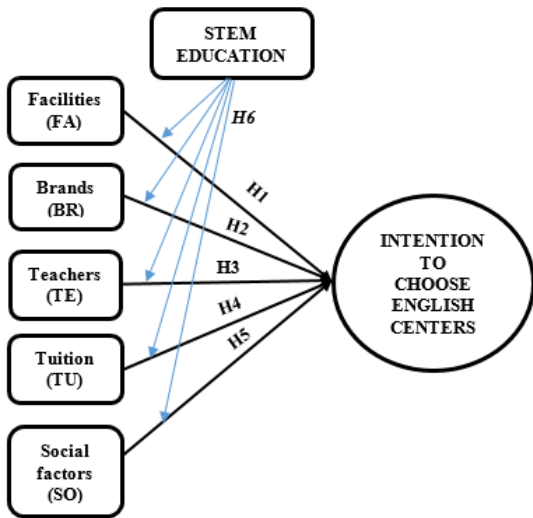 STEM
EDUCATION
Facilities
(FA)
H6
Brands
(BR)
H1
H2
Teachers
(TE)
H3
INTENTION
TO
CHOOSE
ENGLISH
CENTERS
H4
Tuition
(TU)
H5
Social
factors
(SO)